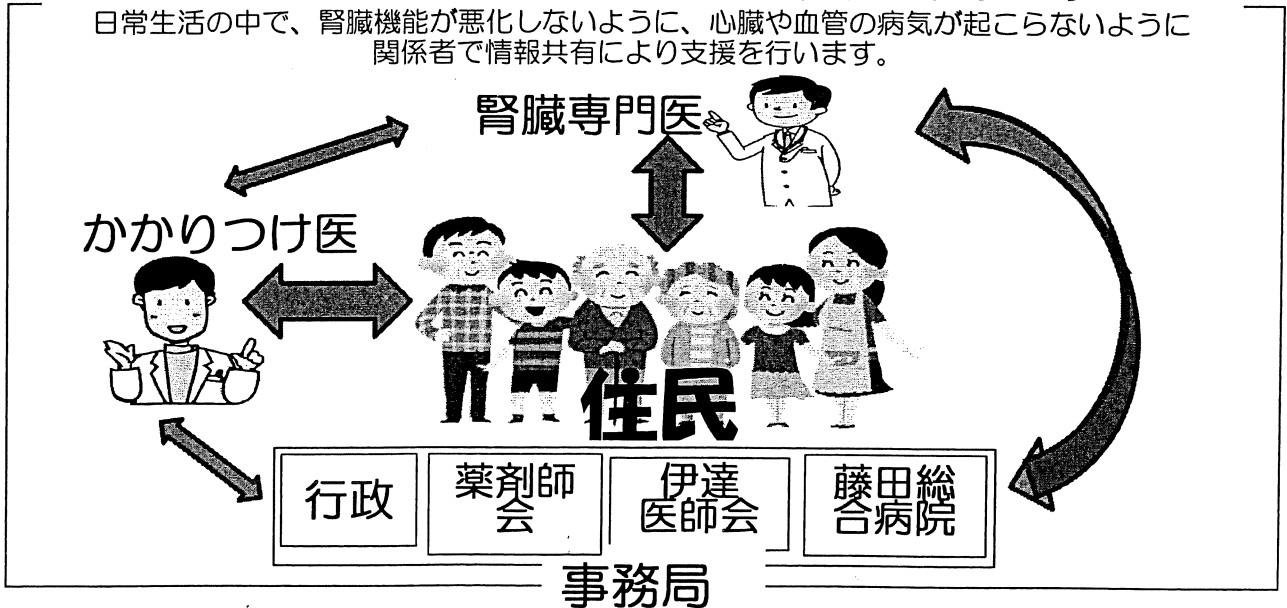 日常生活の中で、腎臓機能が悪化しないように、心臓や血管の病気が起こらないように
関係者で情報共有により支援を行います。
腎臓専門医
かかりつけ医
住民
行政
薬剤師
会
伊達
医師会
藤田総
合病院
事務局